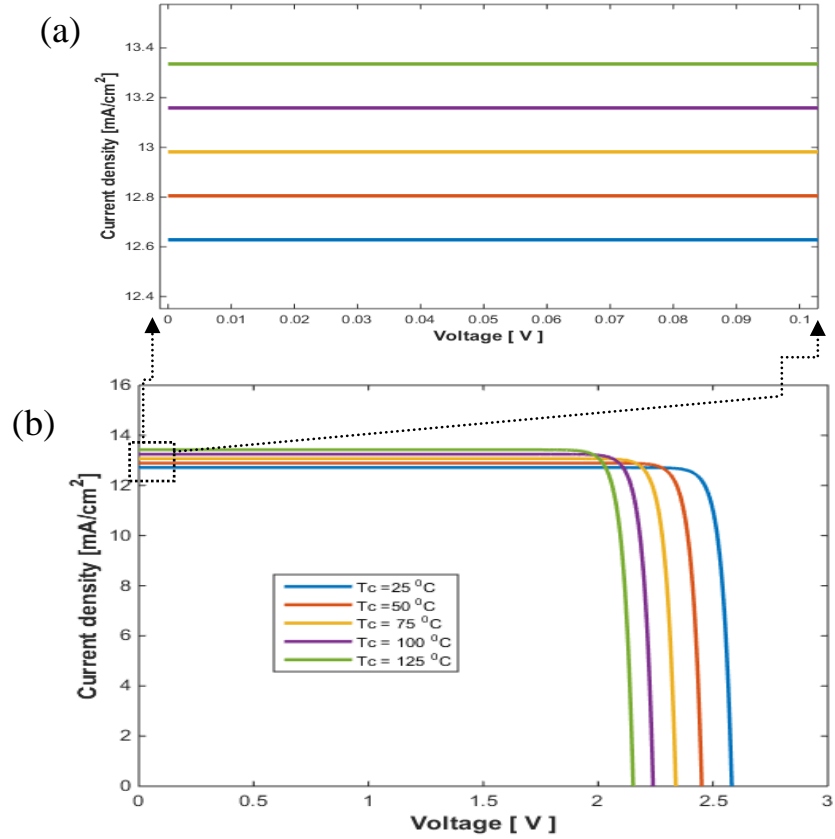 (a)
Current density [mA/cm²]
13.4
13.2
13
12.8
12.6
12.4
0 0.01 0.02 0.03 0.04 0.05 0.06 0.07 0.08 0.09 0.1
Voltage [ V ]
(b)
Current density [mA/cm²]
16
14
12
10
8
6
4
2
0
Tc =25 ⁰C
Tc =50 ⁰C
Tc = 75 ⁰C
Tc = 100 ⁰C
Tc = 125 ⁰C
0 0.5 1 1.5 2 2.5 3
Voltage [ V ]